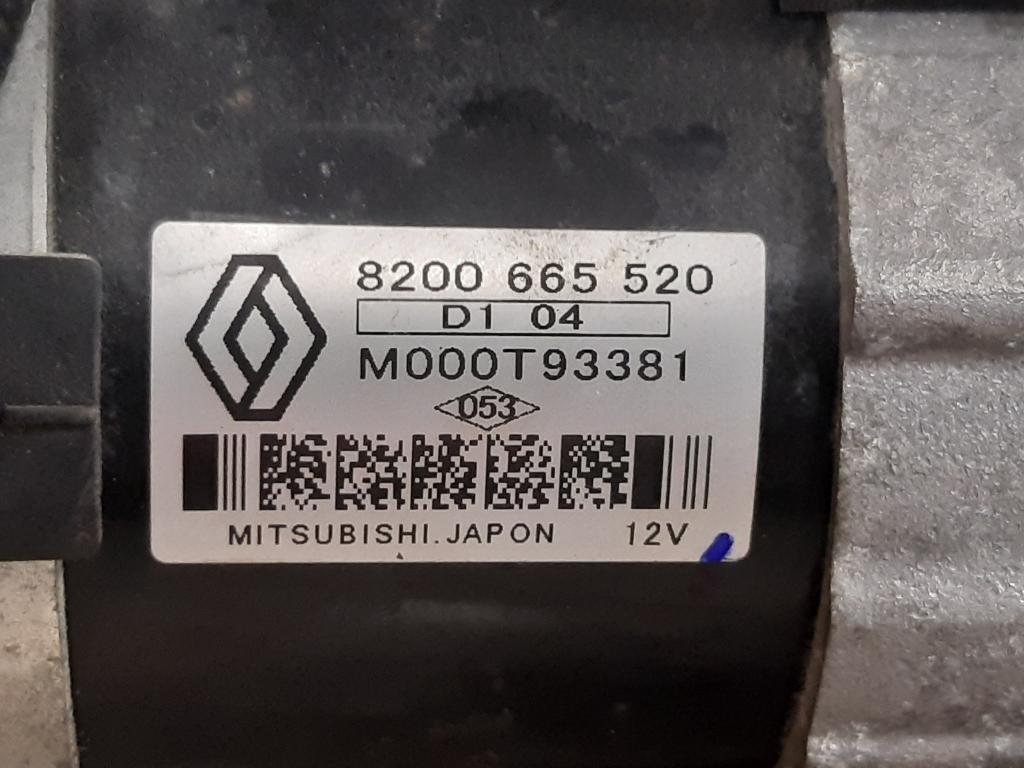 8200 665 520
D1 04
M000T93381
053
MITSUBISHI.JAPON 12V